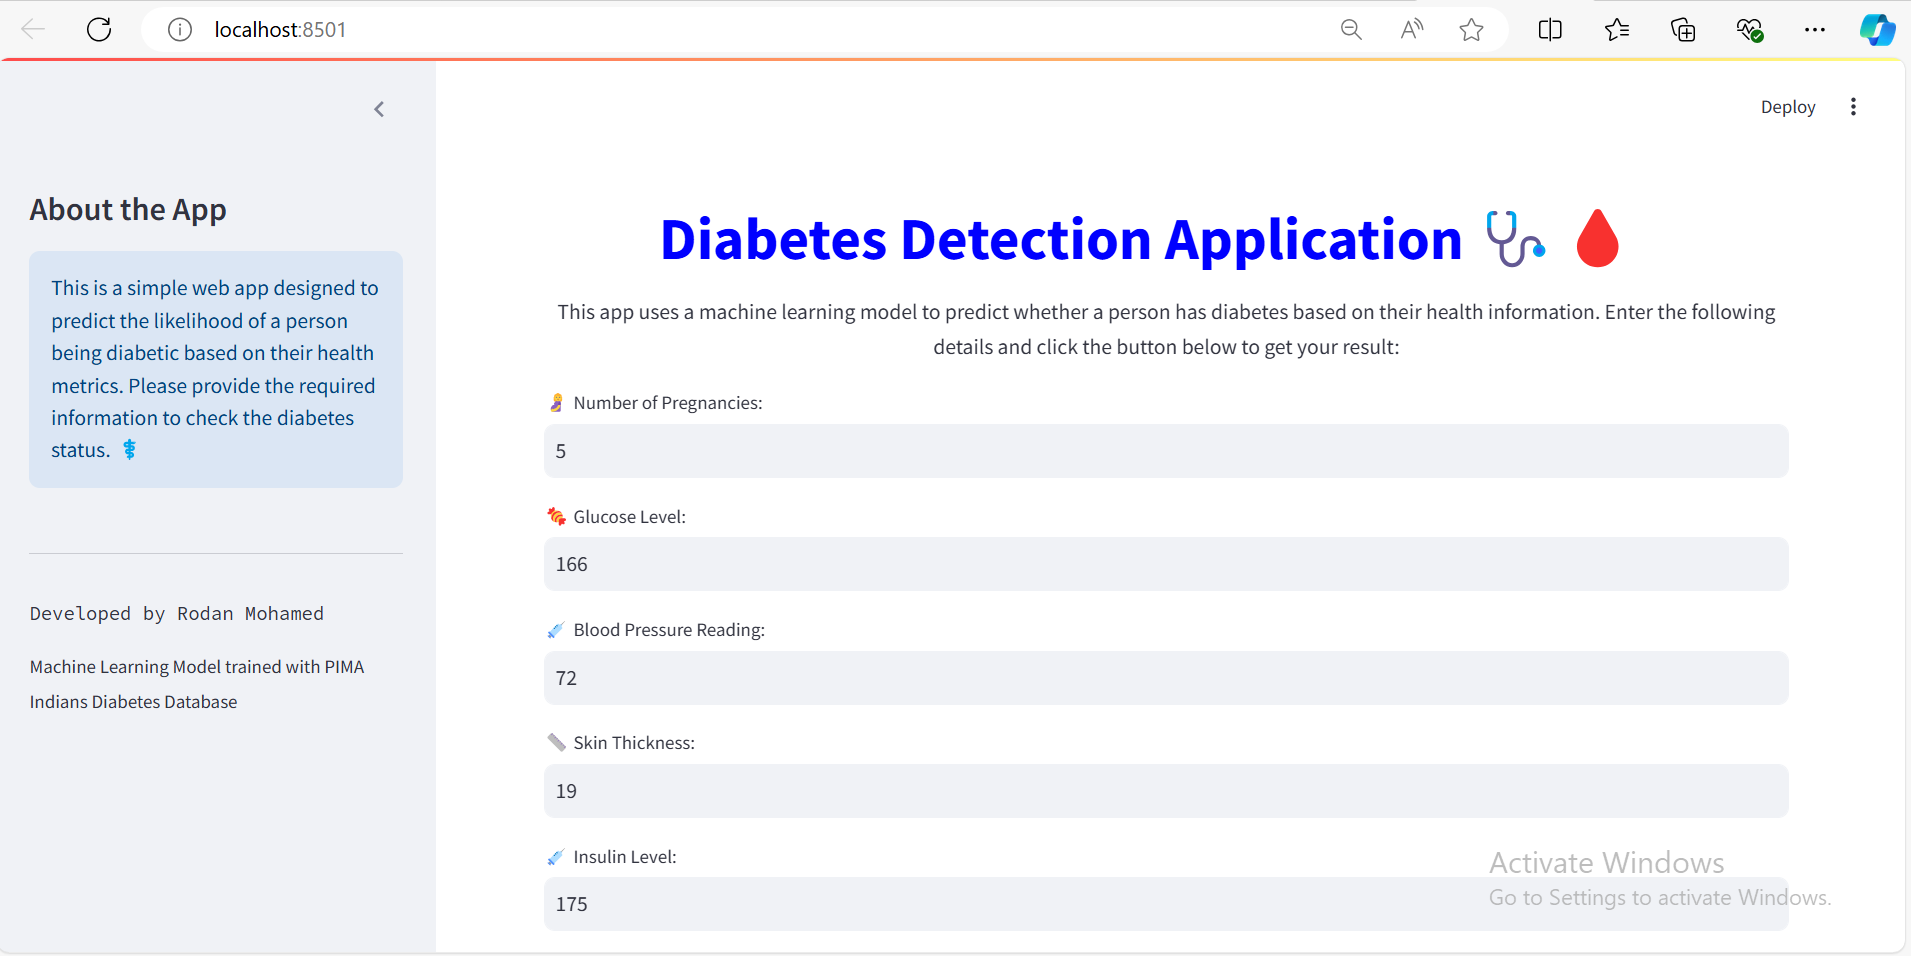 localhost:8501
Deploy
About the App
This is a simple web app designed to
predict the likelihood of a person
being diabetic based on their health
metrics. Please provide the required
information to check the diabetes
status.
Developed by Rodan Mohamed
Machine Learning Model trained with PIMA
Indians Diabetes Database
Diabetes Detection Application
This app uses a machine learning model to predict whether a person has diabetes based on their health information. Enter the following
details and click the button below to get your result:
Number of Pregnancies:
5
Glucose Level:
166
Blood Pressure Reading:
72
Skin Thickness:
19
Insulin Level:
175
Activate Windows
Go to Settings to activate Windows.